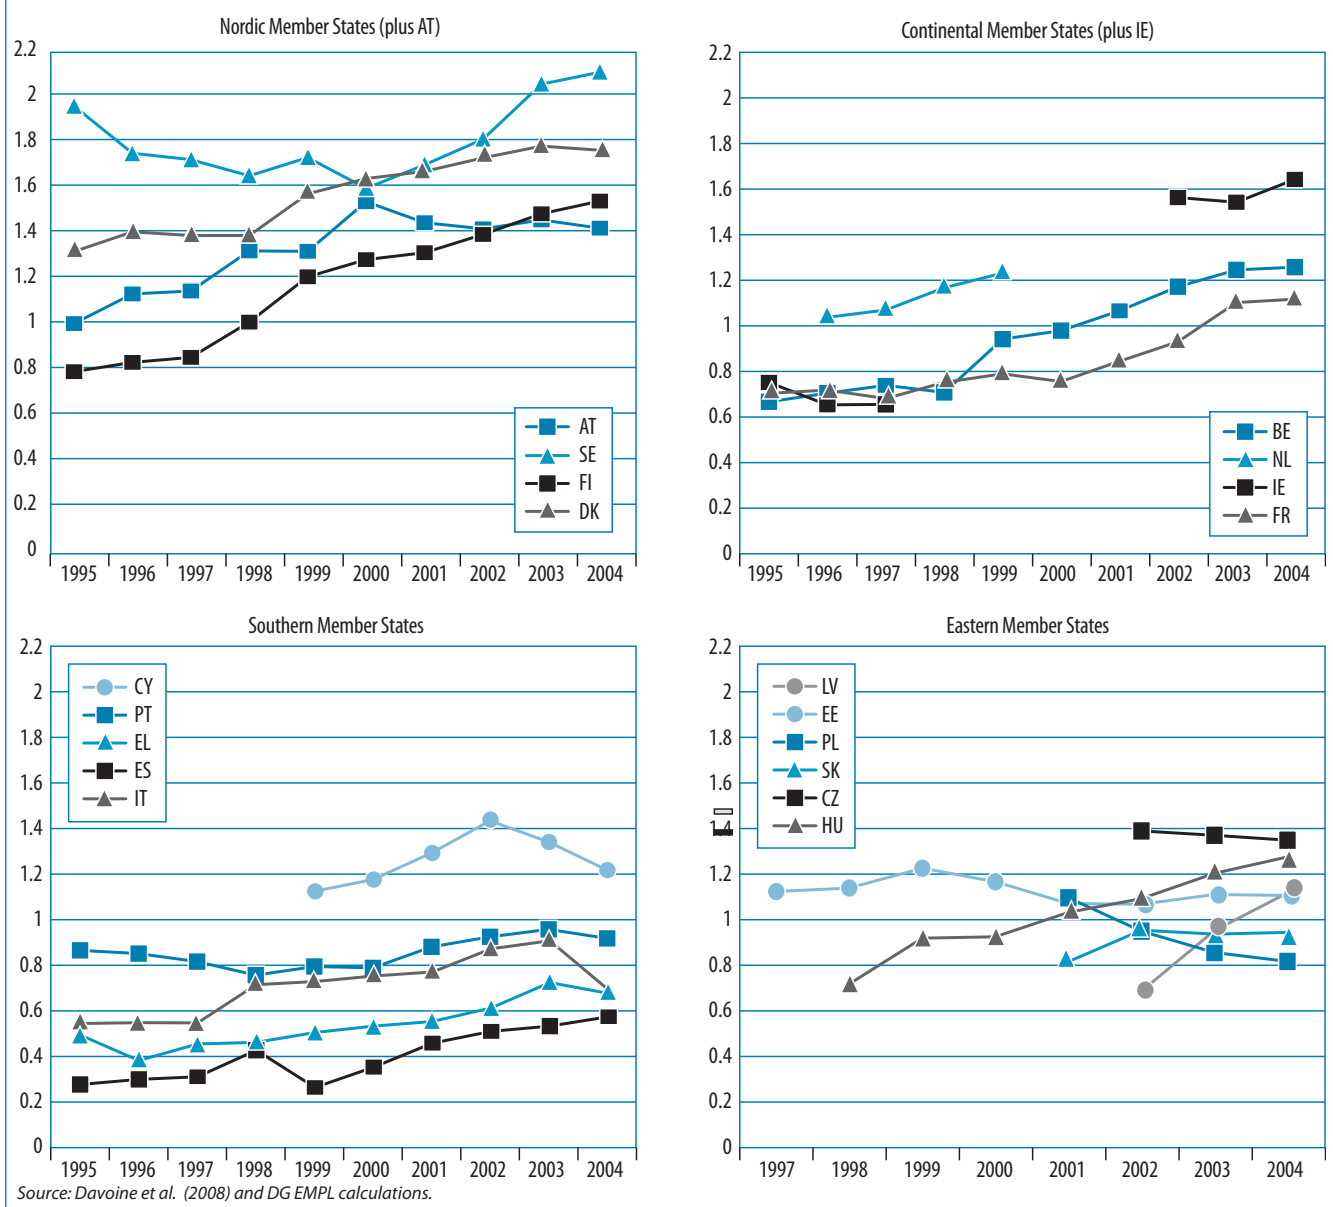 Nordic Member States (plus AT)
2.2
2
1.8
1.6
1.4
1.2
1
0.8
0.6
0.4
0.2
0
AT
SE
FI
DK
1995 1996 1997 1998 1999 2000 2001 2002 2003 2004
Continental Member States (plus IE)
2.2
2
1.8
1.6
1.4
1.2
1
0.8
0.6
0.4
0.2
0
BE
NL
IE
FR
1995 1996 1997 1998 1999 2000 2001 2002 2003 2004
Southern Member States
2.2
2
1.8
1.6
1.4
1.2
1
0.8
0.6
0.4
0.2
0
CY
PT
EL
ES
IT
1995 1996 1997 1998 1999 2000 2001 2002 2003 2004
Eastern Member States
2.2
2
1.8
1.6
1.4
1.2
1
0.8
0.6
0.4
0.2
0
LV
EE
PL
SK
CZ
HU
1997 1998 1999 2000 2001 2002 2003 2004
Source: Davoine et al. (2008) and DG EMPL calculations.